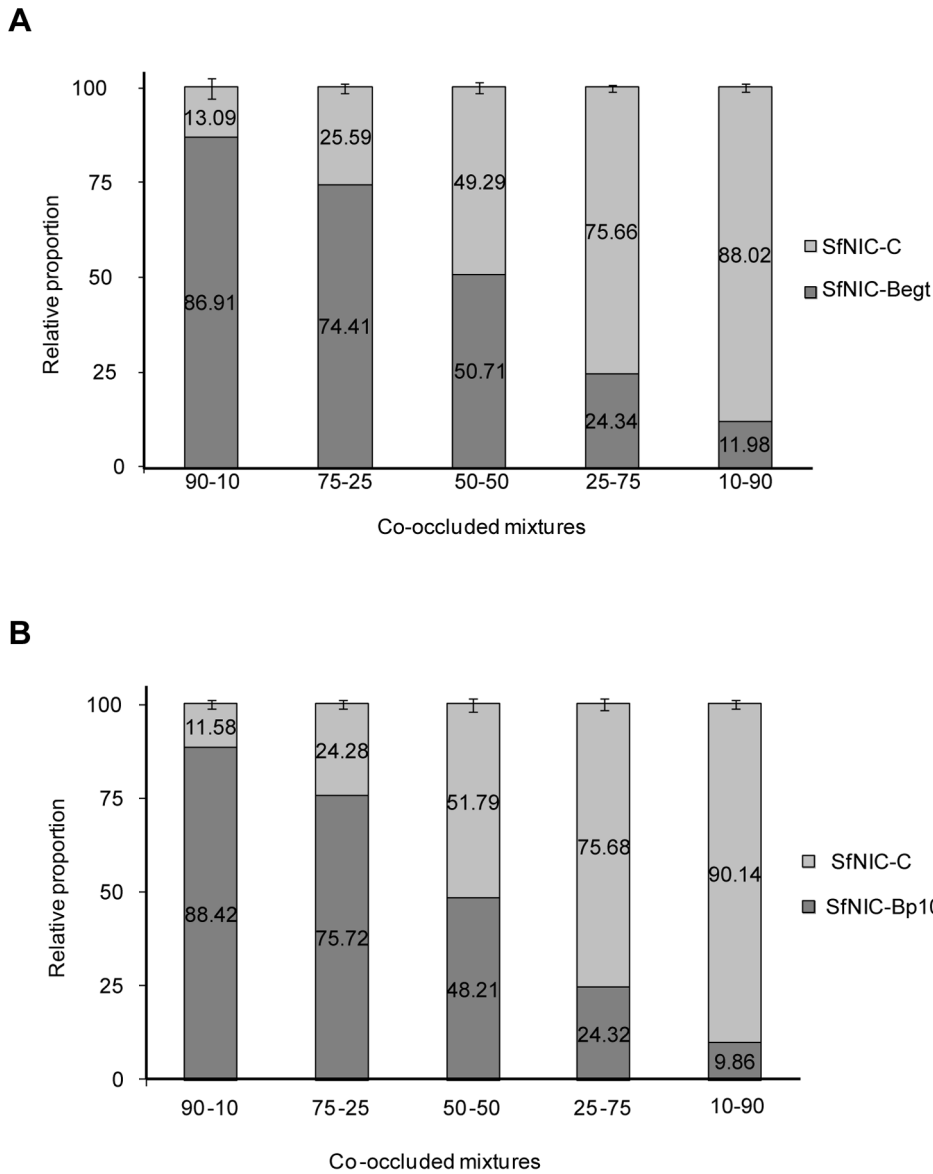 A
100
75
50
25
0
Relative proportion
13.09
25.59
49.29
75.66
88.02
86.91
74.41
50.71
24.34
11.98
SfNIC-C
SfNIC-Begt
90-10 75-25 50-50 25-75 10-90
Co-occluded mixtures
B
100
75
50
25
0
Relative proportion
11.58
24.28
51.79
75.68
90.14
88.42
75.72
48.21
24.32
9.86
SfNIC-C
SfNIC-Bp10
90-10 75-25 50-50 25-75 10-90
Co-occluded mixtures